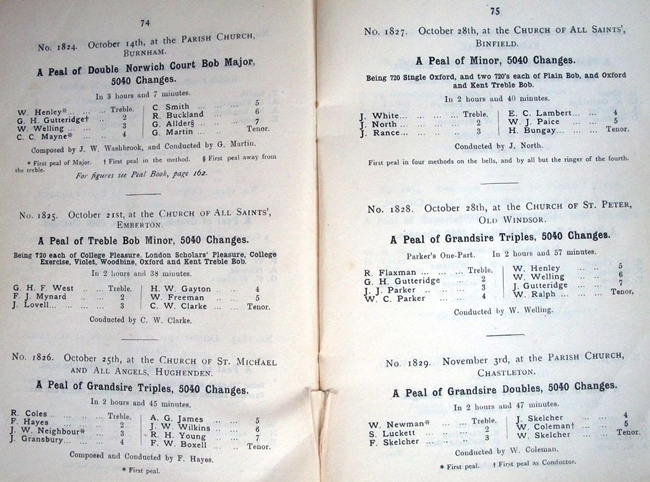 74
No. 1824. October 14th, at the PARISH CHURCH,
BURNHAM.
A Peal of Double Norwich Court Bob Major,
5040 Changes.
In 3 hours and 7 minutes.
W. Henley* ... ... Treble.
G. H. Gutteridge† ... 2
W. Welling ... ... 3
C. C. Mayne* ... ... 4
C. Smith ... ... ... 5
R. Buckland ... ... 6
G. Allder§ ... ... 7
G. Martin ... ... Tenor.
Composed by J. W. Washbrook, and Conducted by G. Martin.
* First peal of Major. † First peal in the method. § First peal away from
the treble.
For figures see Peal Book, page 162.
No. 1825. October 21st, at the CHURCH OF ALL SAINTS',
EMBERTON.
A Peal of Treble Bob Minor, 5040 Changes.
Being 720 each of College Pleasure, London Scholars' Pleasure, College
Exercise, Violet, Woodbine, Oxford and Kent Treble Bob.
In 2 hours and 38 minutes.
G. H. F. West ... Treble.
F. J. Mynard ... ... 2
J. Lovell... ... ... 3
H. W. Gayton ... ... 4
W. Freeman ... ... 5
C. W. Clarke ... ... Tenor.
Conducted by C. W. Clarke.
No. 1826. October 25th, at the CHURCH OF ST. MICHAEL
AND ALL ANGELS, HUGHENDEN.
A Peal of Grandsire Triples, 5040 Changes.
In 2 hours and 45 minutes.
R. Coles ... ... Treble.
F. Hayes ... ... ... 2
J. W. Neighbour* ... 3
J. Gransbury... ... 4
A. G. James ... ... 5
J. W. Wilkins ... ... 6
R. H. Young ... ... 7
F. W. Boxell ... ... Tenor.
Composed and Conducted by F. Hayes.
* First peal.
75
No. 1827. October 28th, at the CHURCH OF ALL SAINTS',
BINFIELD.
A Peal of Minor, 5040 Changes.
Being 720 Single Oxford, and two 720's each of Plain Bob, and Oxford
and Kent Treble Bob.
In 2 hours and 40 minutes.
J. White... ... ... Treble.
J. North ... ... ... 2
J. Rance... ... ... 3
E. C. Lambert... ... 4
W. J. Paice ... ... 5
H. Bungay... ... Tenor.
Conducted by J. North.
First peal in four methods on the bells, and by all but the ringer of the fourth.
No. 1828. October 28th, at the CHURCH OF ST. PETER,
OLD WINDSOR.
A Peal of Grandsire Triples, 5040 Changes.
Parker's One-Part. In 2 hours and 57 minutes.
R. Flaxman ... ... Treble.
G. H. Gutteridge ... 2
J. J. Parker ... ... 3
W. C. Parker ... ... 4
W. Henley ... ... 5
W. Welling ... ... 6
J. Gutteridge ... ... 7
W. Ralph ... ... Tenor.
Conducted by W. Welling.
No. 1829. November 3rd, at the PARISH CHURCH,
CHASTLETON.
A Peal of Grandsire Doubles, 5040 Changes.
In 2 hours and 47 minutes.
W. Newman* ... ... Treble.
S. Luckett ... ... 2
F. Skelcher ... ... 3
J. Skelcher ... ... 4
W. Coleman† ... ... 5
W. Skelcher ... ... Tenor.
Conducted by W. Coleman.
* First peal. † First peal as Conductor.